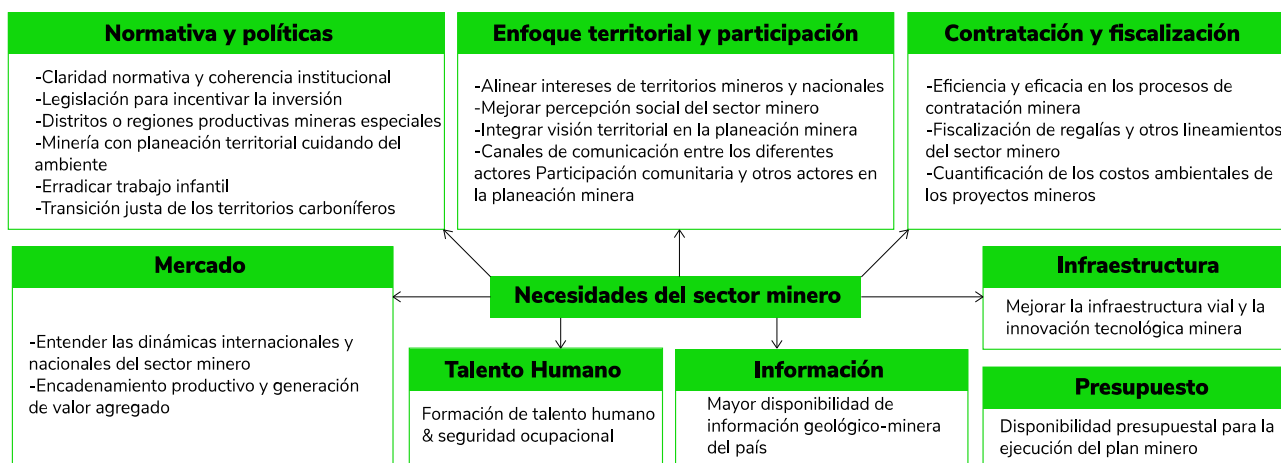 Normativa y políticas
-Claridad normativa y coherencia institucional
-Legislación para incentivar la inversión
-Distritos o regiones productivas mineras especiales
-Minería con planeación territorial cuidando del
ambiente
-Erradicar trabajo infantil
-Transición justa de los territorios carboníferos
Enfoque territorial y participación
-Alinear intereses de territorios mineros y nacionales
-Mejorar percepción social del sector minero
-Integrar visión territorial en la planeación minera
-Canales de comunicación entre los diferentes
actores Participación comunitaria y otros actores en
la planeación minera
Contratación y fiscalización
-Eficiencia y eficacia en los procesos de
contratación minera
-Fiscalización de regalías y otros lineamientos
del sector minero
-Cuantificación de los costos ambientales de
los proyectos mineros
Necesidades del sector minero
Mercado
-Entender las dinámicas internacionales y
nacionales del sector minero
-Encadenamiento productivo y generación
de valor agregado
Talento Humano
Formación de talento humano
& seguridad ocupacional
Información
Mayor disponibilidad de
información geológico-minera
del país
Infraestructura
Mejorar la infraestructura vial y la
innovación tecnológica minera
Presupuesto
Disponibilidad presupuestal para la
ejecución del plan minero